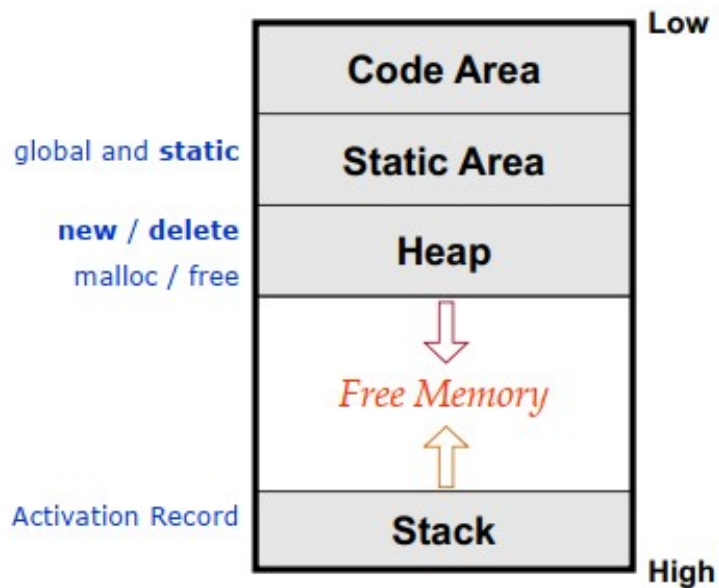 Low
Code Area
global and static
Static Area
new / delete
malloc / free
Heap
Free Memory
Activation Record
Stack
High